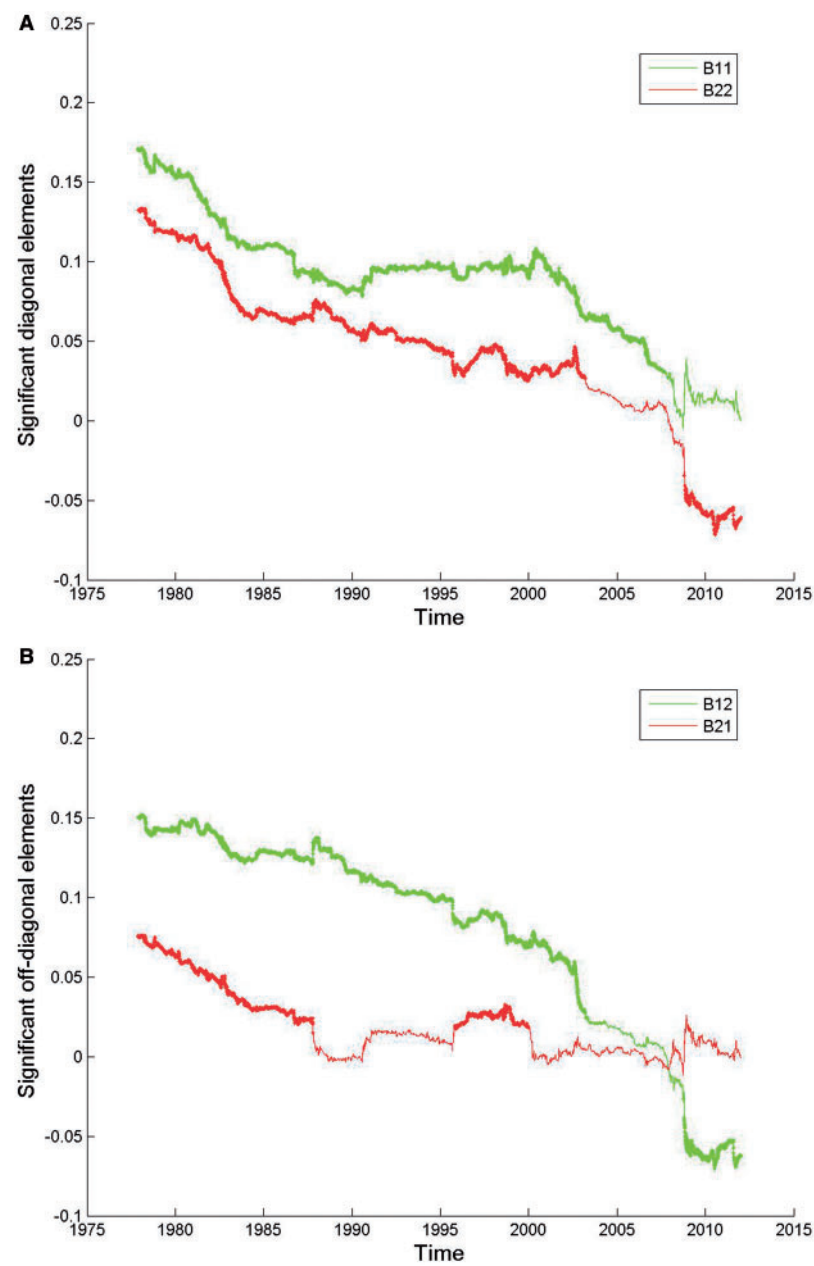 A
0.25
0.2
0.15
0.1
0.05
0
-0.05
-0.1
Significant diagonal elements
B11
B22
1975 1980 1985 1990 1995 2000 2005 2010 2015
Time
B
0.25
0.2
0.15
0.1
0.05
0
-0.05
-0.1
Significant off-diagonal elements
B12
B21
1975 1980 1985 1990 1995 2000 2005 2010 2015
Time